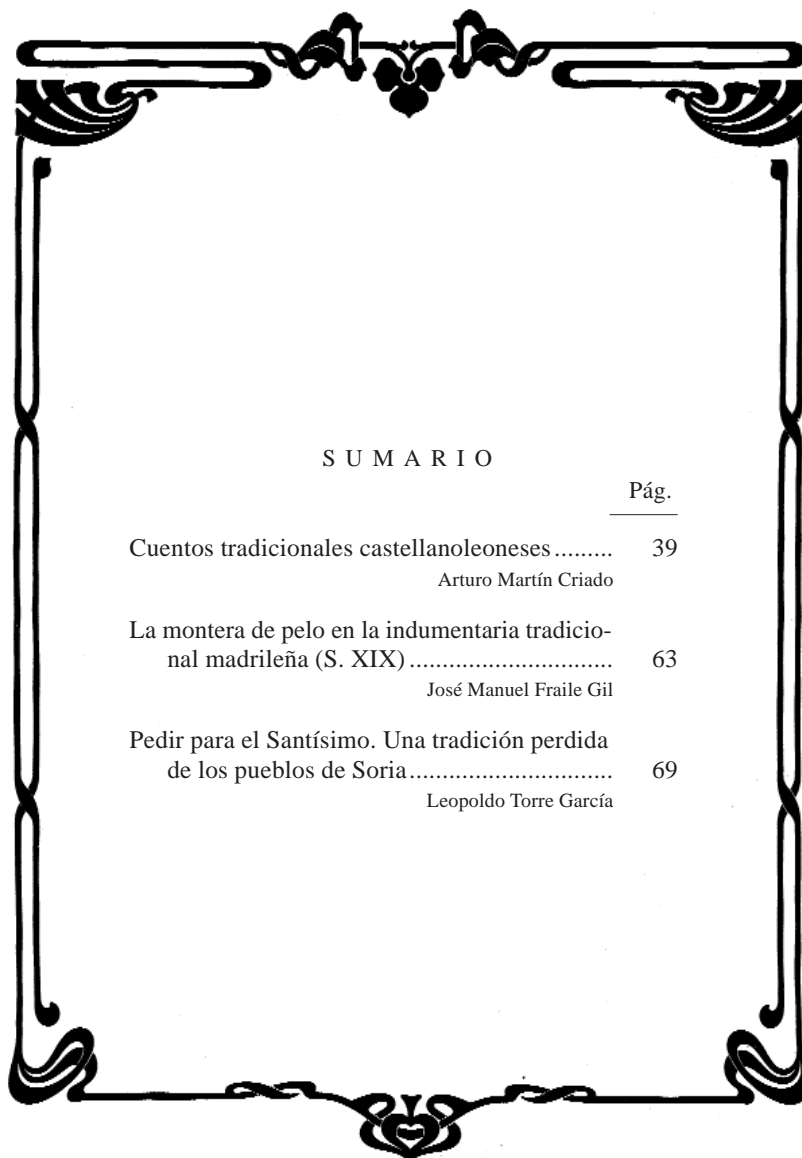 S U M A R I O
Pág.
Cuentos tradicionales castellanoleoneses ......... 39
Arturo Martín Criado
La montera de pelo en la indumentaria tradicio-
nal madrileña (S. XIX) ............................... 63
José Manuel Fraile Gil
Pedir para el Santísimo. Una tradición perdida
de los pueblos de Soria ............................... 69
Leopoldo Torre García